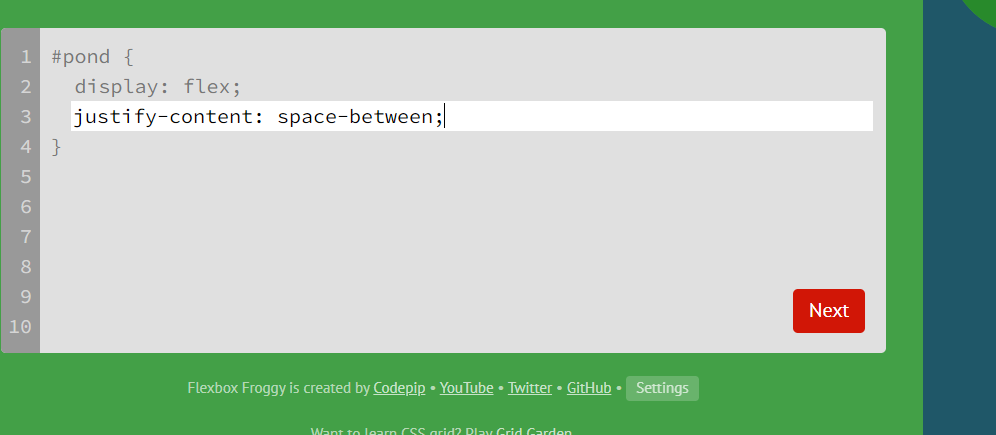 1 #pond {
2 display: flex;
3 justify-content: space-between;
4 }
5
6
7
8
9
10
Next
Flexbox Froggy is created by Codepip • YouTube • Twitter • GitHub • Settings
Want to learn CSS grid? Play Grid Garden